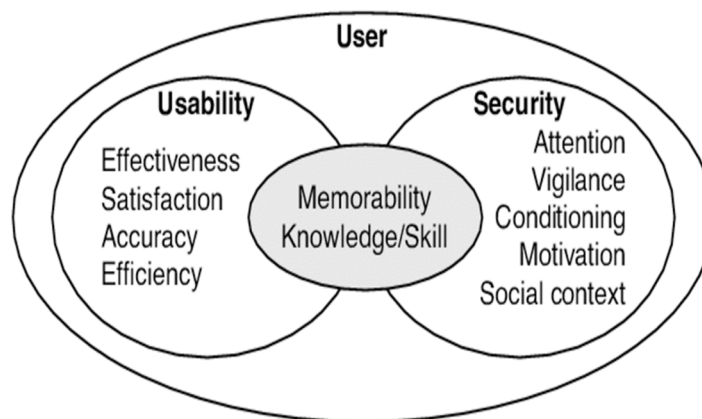 User
Usability
Effectiveness
Satisfaction
Accuracy
Efficiency
Memorability
Knowledge/Skill
Security
Attention
Vigilance
Conditioning
Motivation
Social context